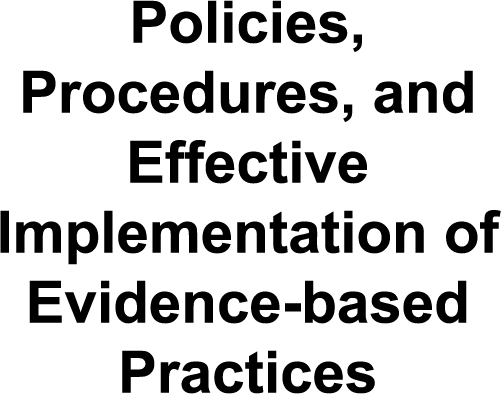 Policies,
Procedures, and
Effective
Implementation of
Evidence-based
Practices